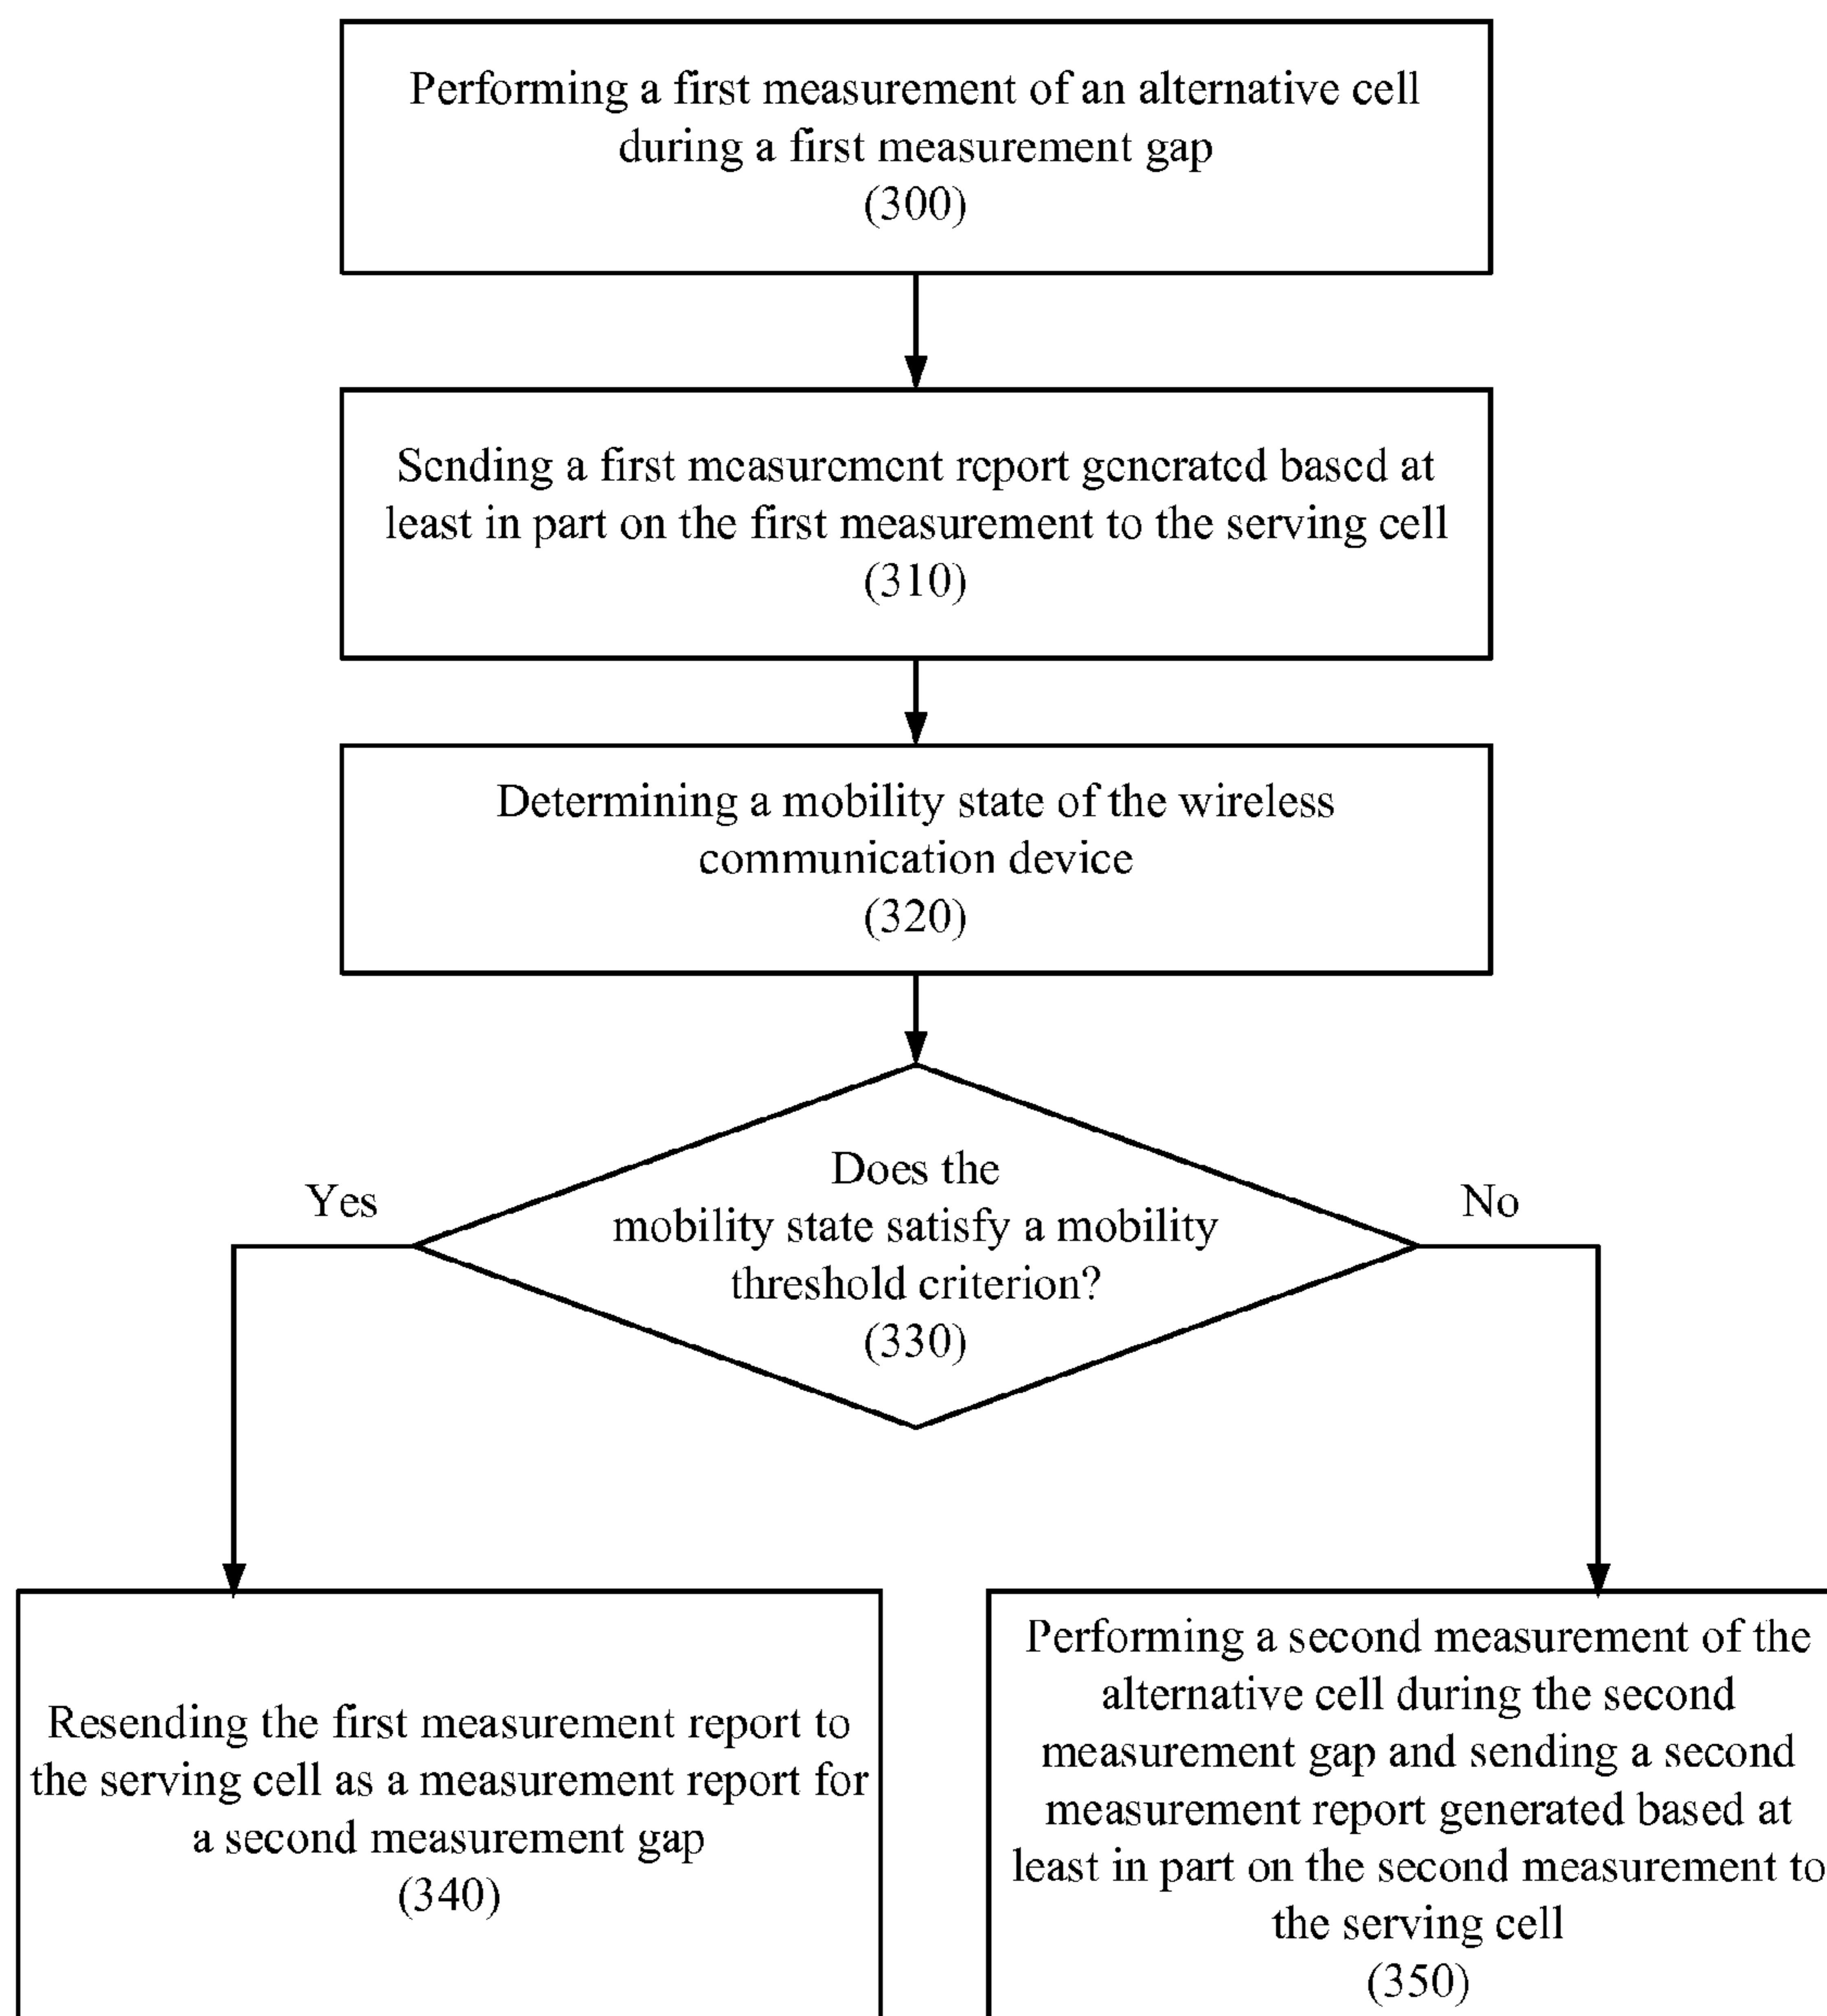 Performing a first measurement of an alternative cell
during a first measurement gap
(300)
Sending a first measurement report generated based at
least in part on the first measurement to the serving cell
(310)
Determining a mobility state of the wireless
communication device
(320)
Does the
mobility state satisfy a mobility
threshold criterion?
(330)
Yes
No
Resending the first measurement report to
the serving cell as a measurement report for
a second measurement gap
(340)
Performing a second measurement of the
alternative cell during the second
measurement gap and sending a second
measurement report generated based at
least in part on the second measurement to
the serving cell
(350)